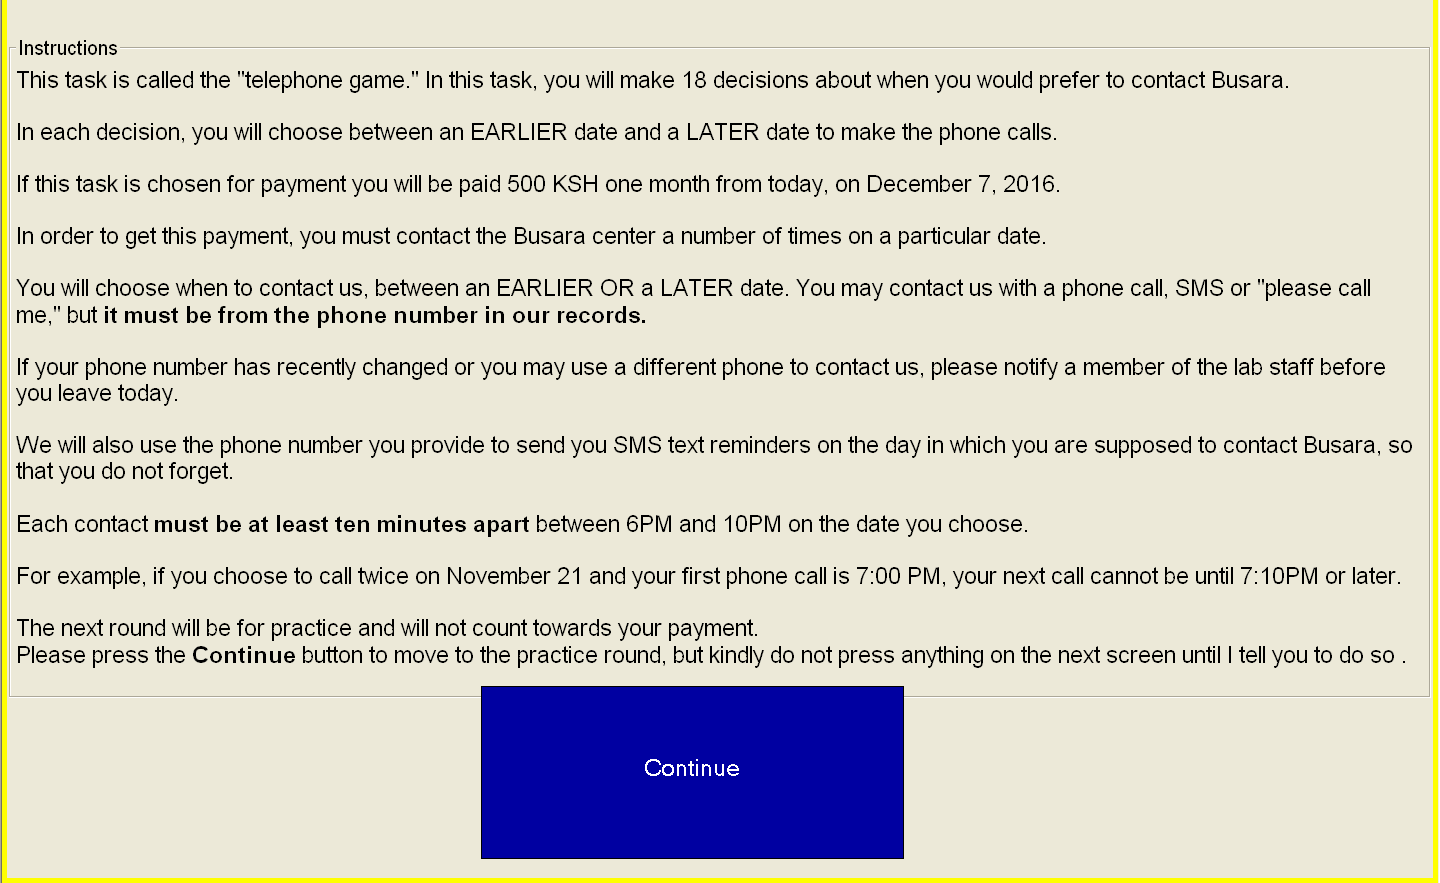 Instructions
This task is called the "telephone game." In this task, you will make 18 decisions about when you would prefer to contact Busara.
In each decision, you will choose between an EARLIER date and a LATER date to make the phone calls.
If this task is chosen for payment you will be paid 500 KSH one month from today, on December 7, 2016.
In order to get this payment, you must contact the Busara center a number of times on a particular date.
You will choose when to contact us, between an EARLIER OR a LATER date. You may contact us with a phone call, SMS or "please call
me," but it must be from the phone number in our records.
If your phone number has recently changed or you may use a different phone to contact us, please notify a member of the lab staff before
you leave today.
We will also use the phone number you provide to send you SMS text reminders on the day in which you are supposed to contact Busara, so
that you do not forget.
Each contact must be at least ten minutes apart between 6PM and 10PM on the date you choose.
For example, if you choose to call twice on November 21 and your first phone call is 7:00 PM, your next call cannot be until 7:10PM or later.
The next round will be for practice and will not count towards your payment.
Please press the Continue button to move to the practice round, but kindly do not press anything on the next screen until I tell you to do so .
Continue